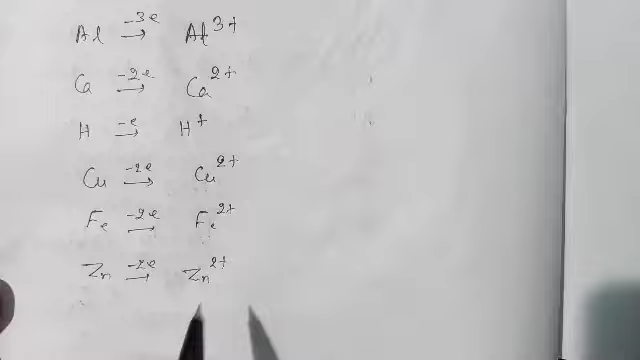 Al -3e → Al³⁺
Ca -2e → Ca²⁺
H -e → H⁺
Cu -2e → Cu²⁺
Fe -2e → Fe²⁺
Zn -2e → Zn²⁺